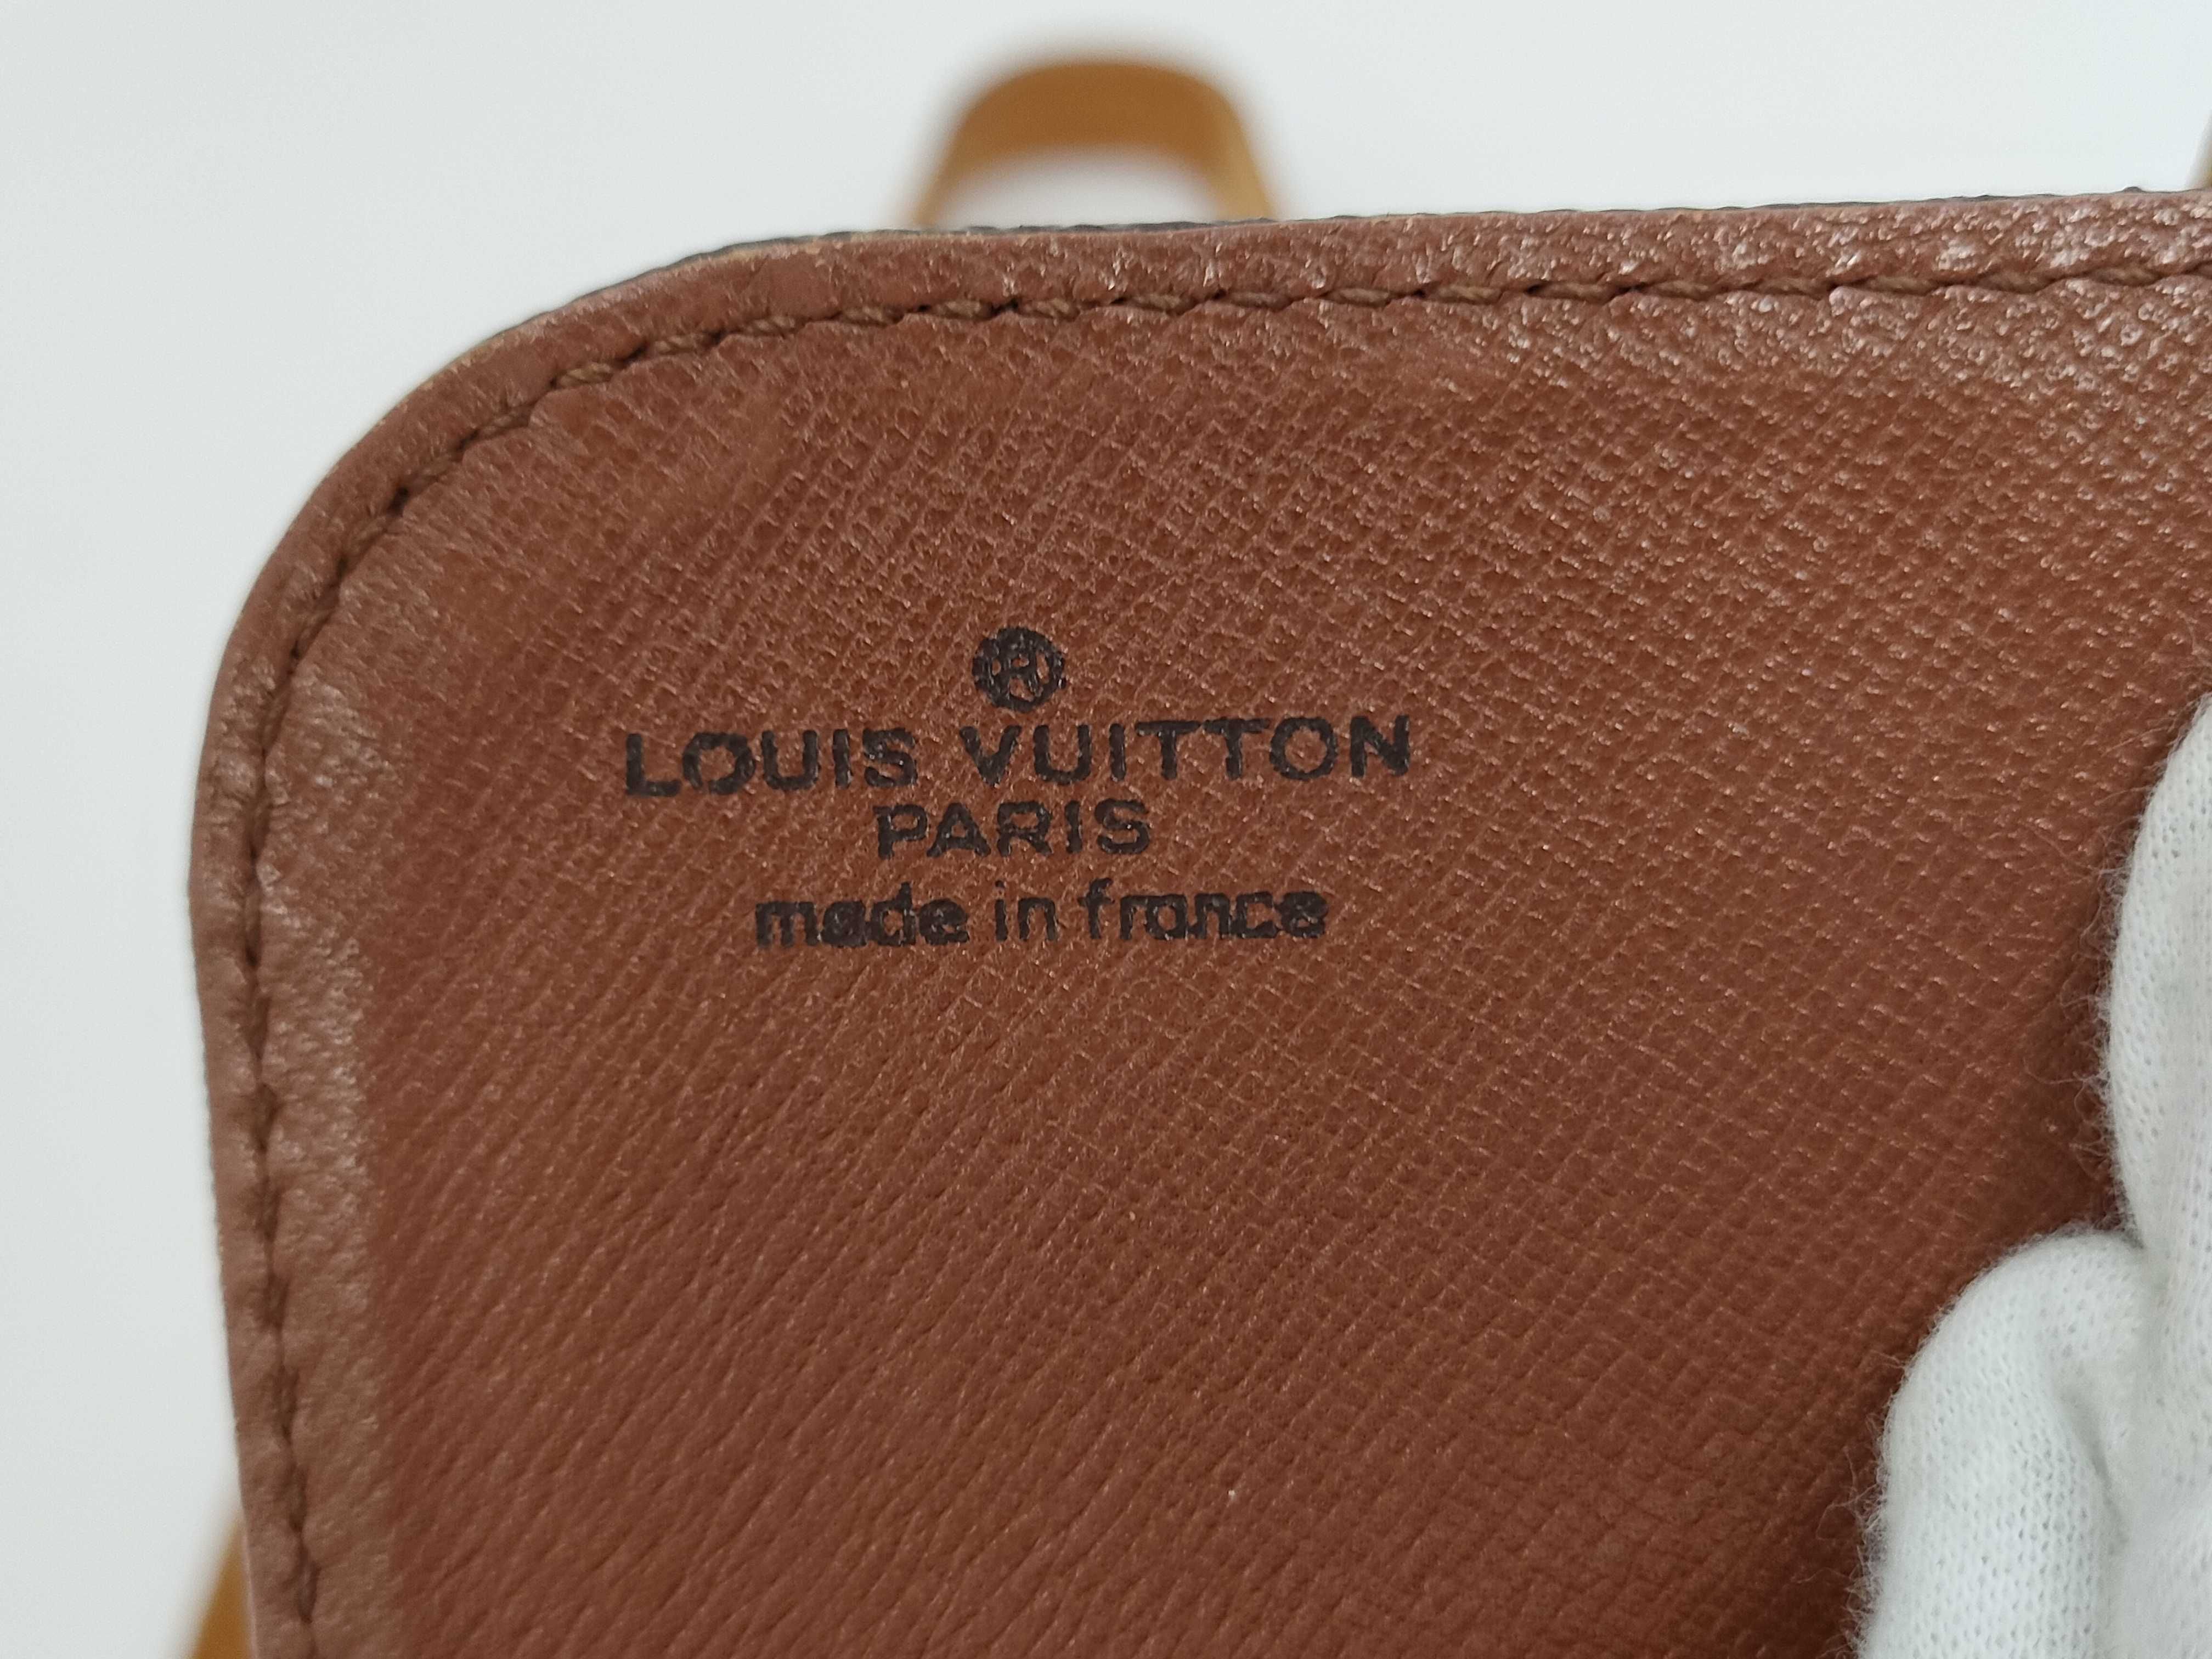 ®
LOUIS VUITTON
PARIS
made in france